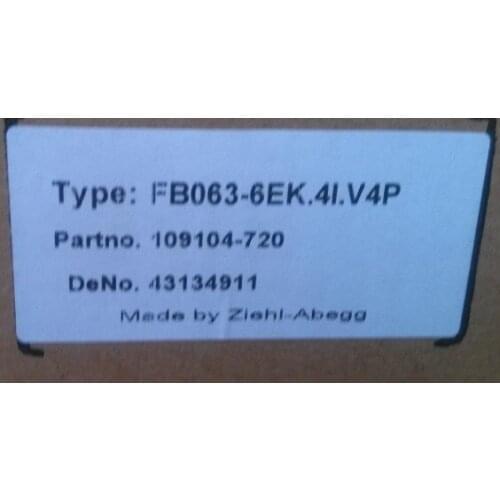 Type: FB063-6EK.4I.V4P
Partno. 109104-720
DeNo. 43134911
Made by Ziehl-Abegg